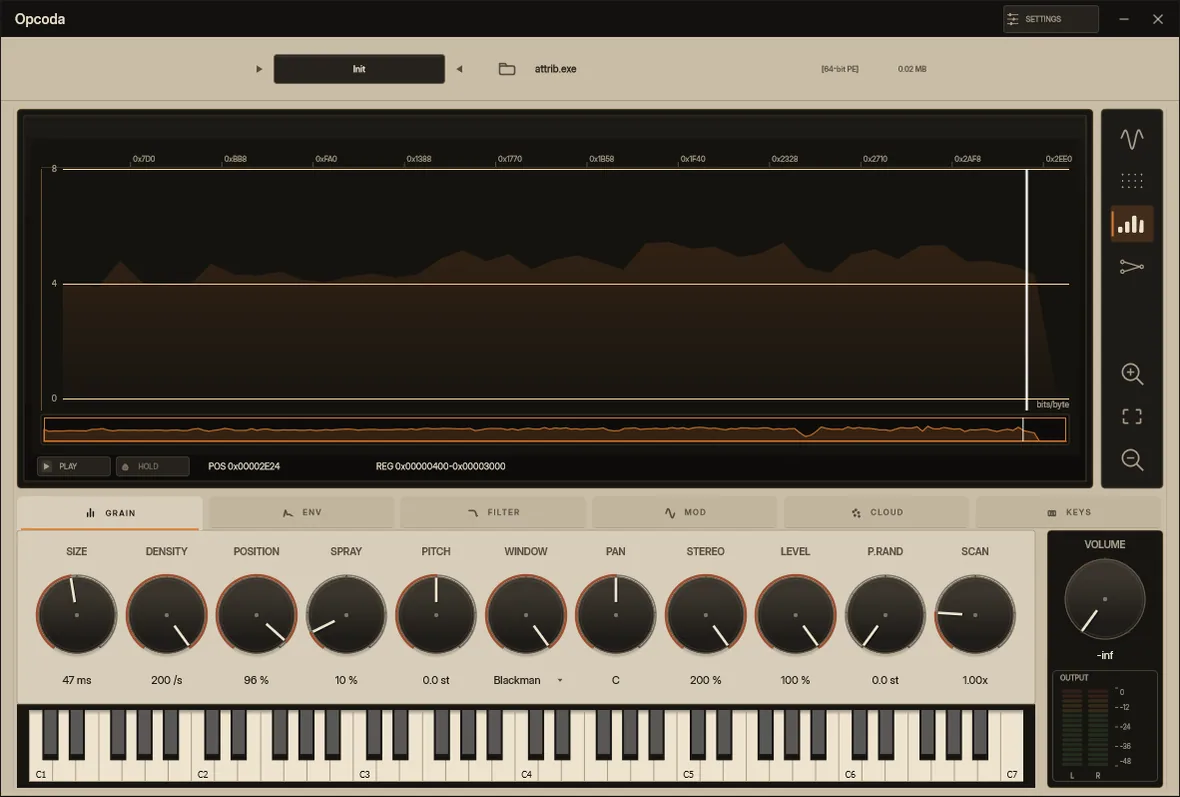 Opcoda
SETTINGS
Init
attrib.exe
[64-bit PE]
0.02 MB
0x7D0 0xBB8 0xFA0 0x1388 0x1770 0x1B58 0x1F40 0x2328 0x2710 0x2AF8 0x2EE0
8
4
0
bits/byte
PLAY HOLD POS 0x00002E24 REG 0x00000400-0x00003000
GRAIN ENV FILTER MOD CLOUD KEYS
SIZE DENSITY POSITION SPRAY PITCH WINDOW PAN STEREO LEVEL P.RAND SCAN
47 ms 200 /s 96 % 10 % 0.0 st Blackman C 200 % 100 % 0.0 st 1.00x
VOLUME
-inf
OUTPUT
0
-12
-24
-36
-48
L R
C1 C2 C3 C4 C5 C6 C7